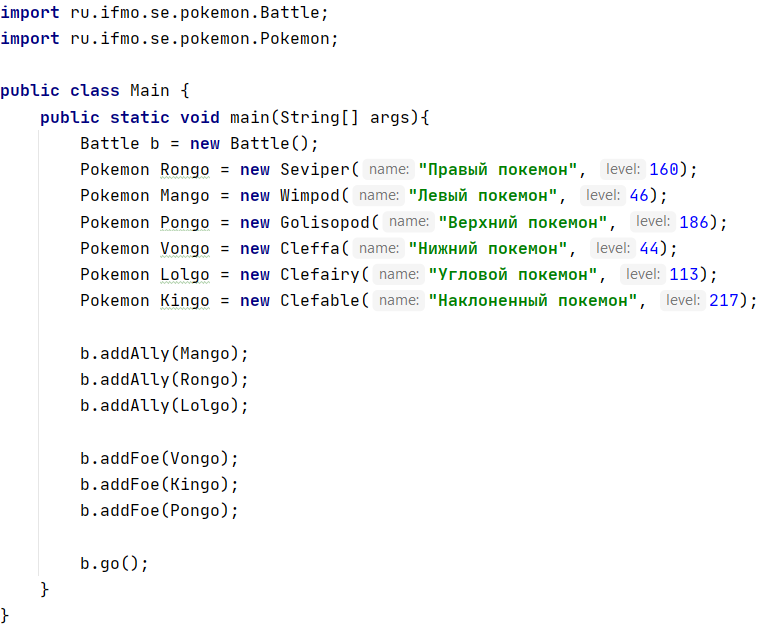 import ru.ifmo.se.pokemon.Battle;
import ru.ifmo.se.pokemon.Pokemon;

public class Main {
    public static void main(String[] args){
        Battle b = new Battle();
        Pokemon Rongo = new Seviper( name: "Правый покемон", level: 160);
        Pokemon Mango = new Wimpod( name: "Левый покемон", level: 46);
        Pokemon Pongo = new Golisopod( name: "Верхний покемон", level: 186);
        Pokemon Vongo = new Cleffa( name: "Нижний покемон", level: 44);
        Pokemon Lolgo = new Clefairy( name: "Угловой покемон", level: 113);
        Pokemon Kingo = new Clefable( name: "Наклоненный покемон", level: 217);

        b.addAlly(Mango);
        b.addAlly(Rongo);
        b.addAlly(Lolgo);

        b.addFoe(Vongo);
        b.addFoe(Kingo);
        b.addFoe(Pongo);

        b.go();
    }
}